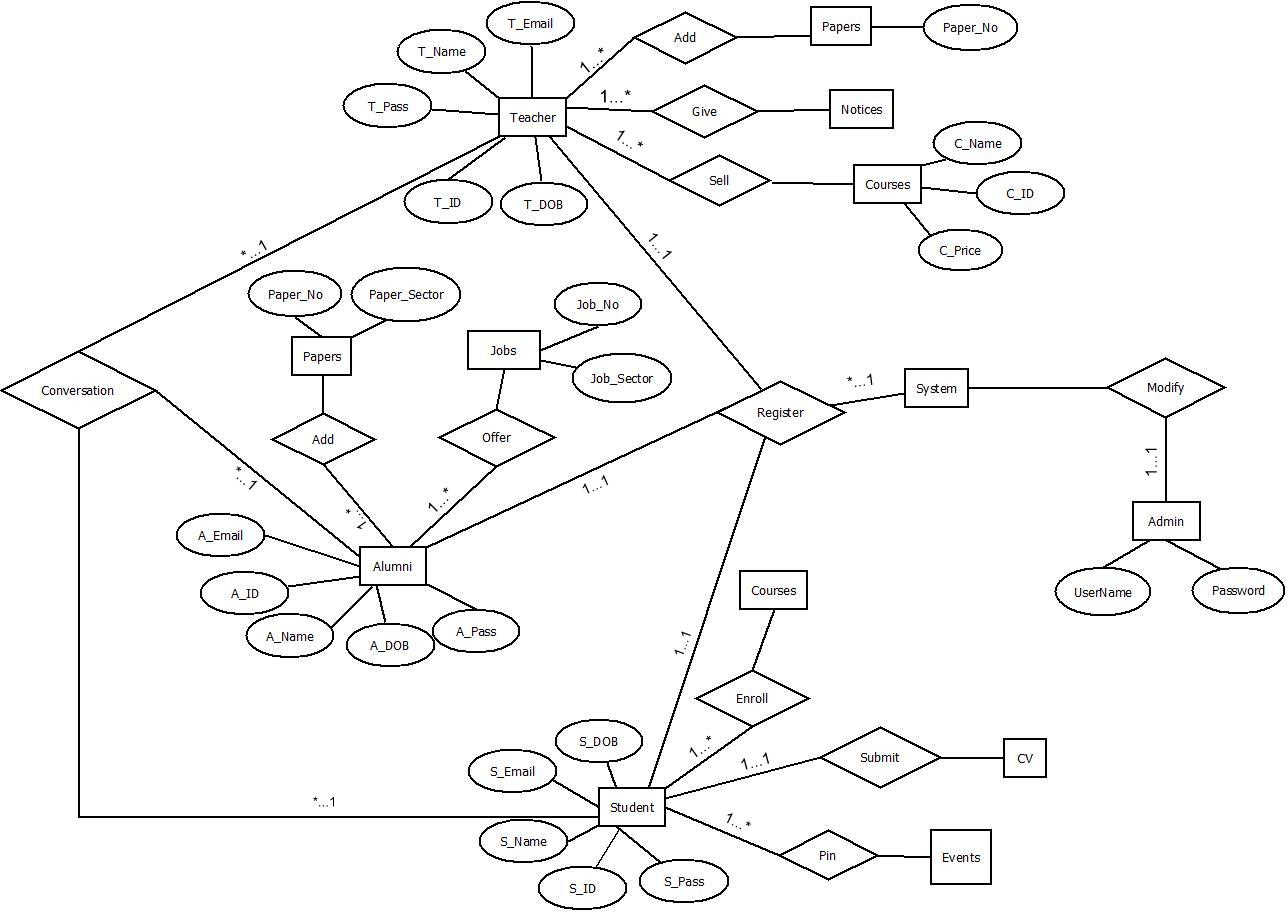 T_Email
Add
Papers
Paper_No
T_Name
1...*
T_Pass
1...*
Teacher
Give
Notices
1...*
C_Name
Sell
Courses
C_ID
T_ID
T_DOB
C_Price
*...1
1...1
Paper_No
Paper_Sector
Job_No
Papers
Jobs
Job_Sector
Conversation
*...1
System
Modify
Register
Add
Offer
1...1
*...1
1...*
*...1
1...1
A_Email
Alumni
Admin
A_ID
Courses
UserName
Password
A_Name
A_DOB
A_Pass
1...1
Enroll
S_DOB
1...*
1...1
Submit
CV
S_Email
*...1
Student
1...*
S_Name
Pin
Events
S_ID
S_Pass